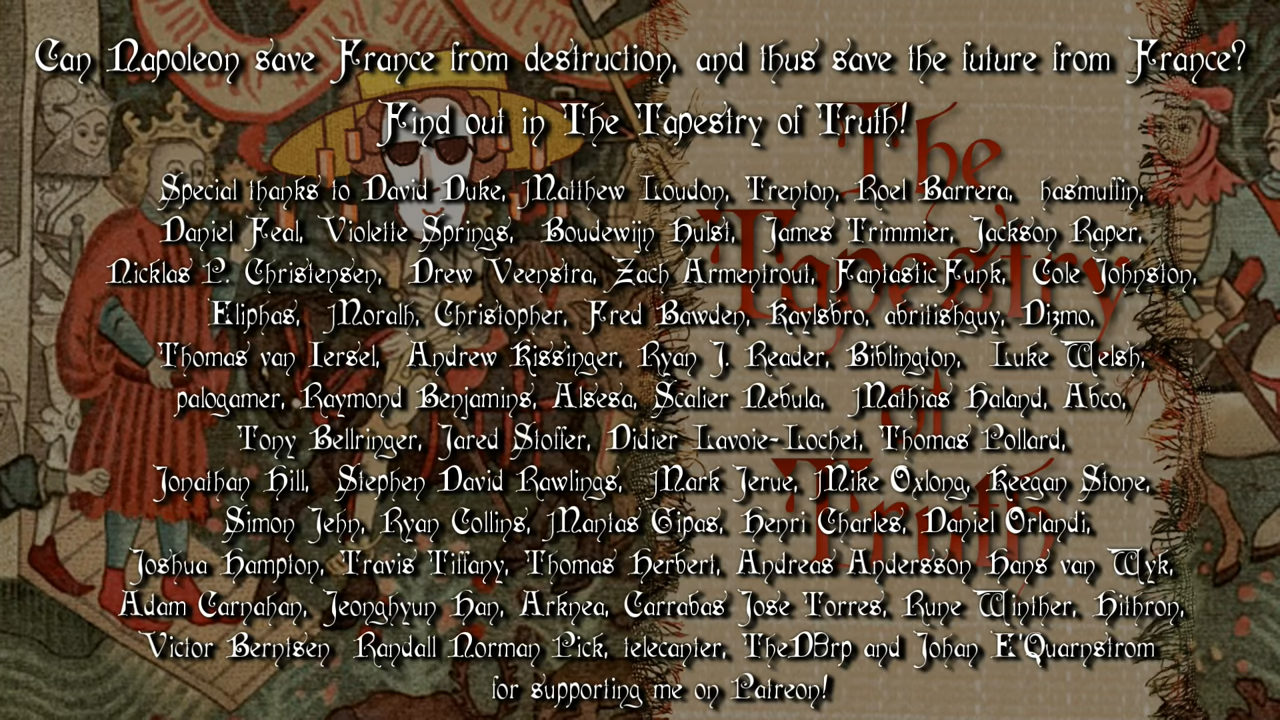 Can Napoleon save France from destruction, and thus save the future from France?
Find out in The Tapestry of Truth!
Special thanks to David Duke, Matthew Loudon, Trenton, Roel Barrera, hasmuffin,
Daniel Feal, Violette Springs, Boudewijn Hulst, James Trimmier, Jackson Raper,
Nicklas P. Christensen, Drew Veenstra, Zach Armentrout, FantasticFunk, Cole Johnston,
Eliphas, Moralh, Christopher, Fred Bawden, Kaylsbro, abritishguy, Dizmo,
Thomas van Iersel, Andrew Kissinger, Ryan J. Reader, Biblington, Luke Welsh,
palogamer, Raymond Benjamins, Alsesa, Scalier Nebula, Mathias Haland, Abco,
Tony Bellringer, Jared Stoffer, Didier Lavoie-Lochet, Thomas Pollard,
Jonathan Hill, Stephen David Rawlings, Mark Jerue, Mike Oxlong, Keegan Stone,
Simon Jehn, Ryan Collins, Mantas Gipas, Henri Charles, Daniel Orlandi,
Joshua Hampton, Travis Tiffany, Thomas Herbert, Andreas Andersson Hans van Wyk,
Adam Carnahan, Jeonghyun Han, Arknea, Carrabas Jose Torres, Rune Winther, Hithron,
Victor Berntsen Randall Norman Pick, telecanter, TheD3rp and Johan E'Quarnstrom
for supporting me on Patreon!
The
Tapestry
of
Truth